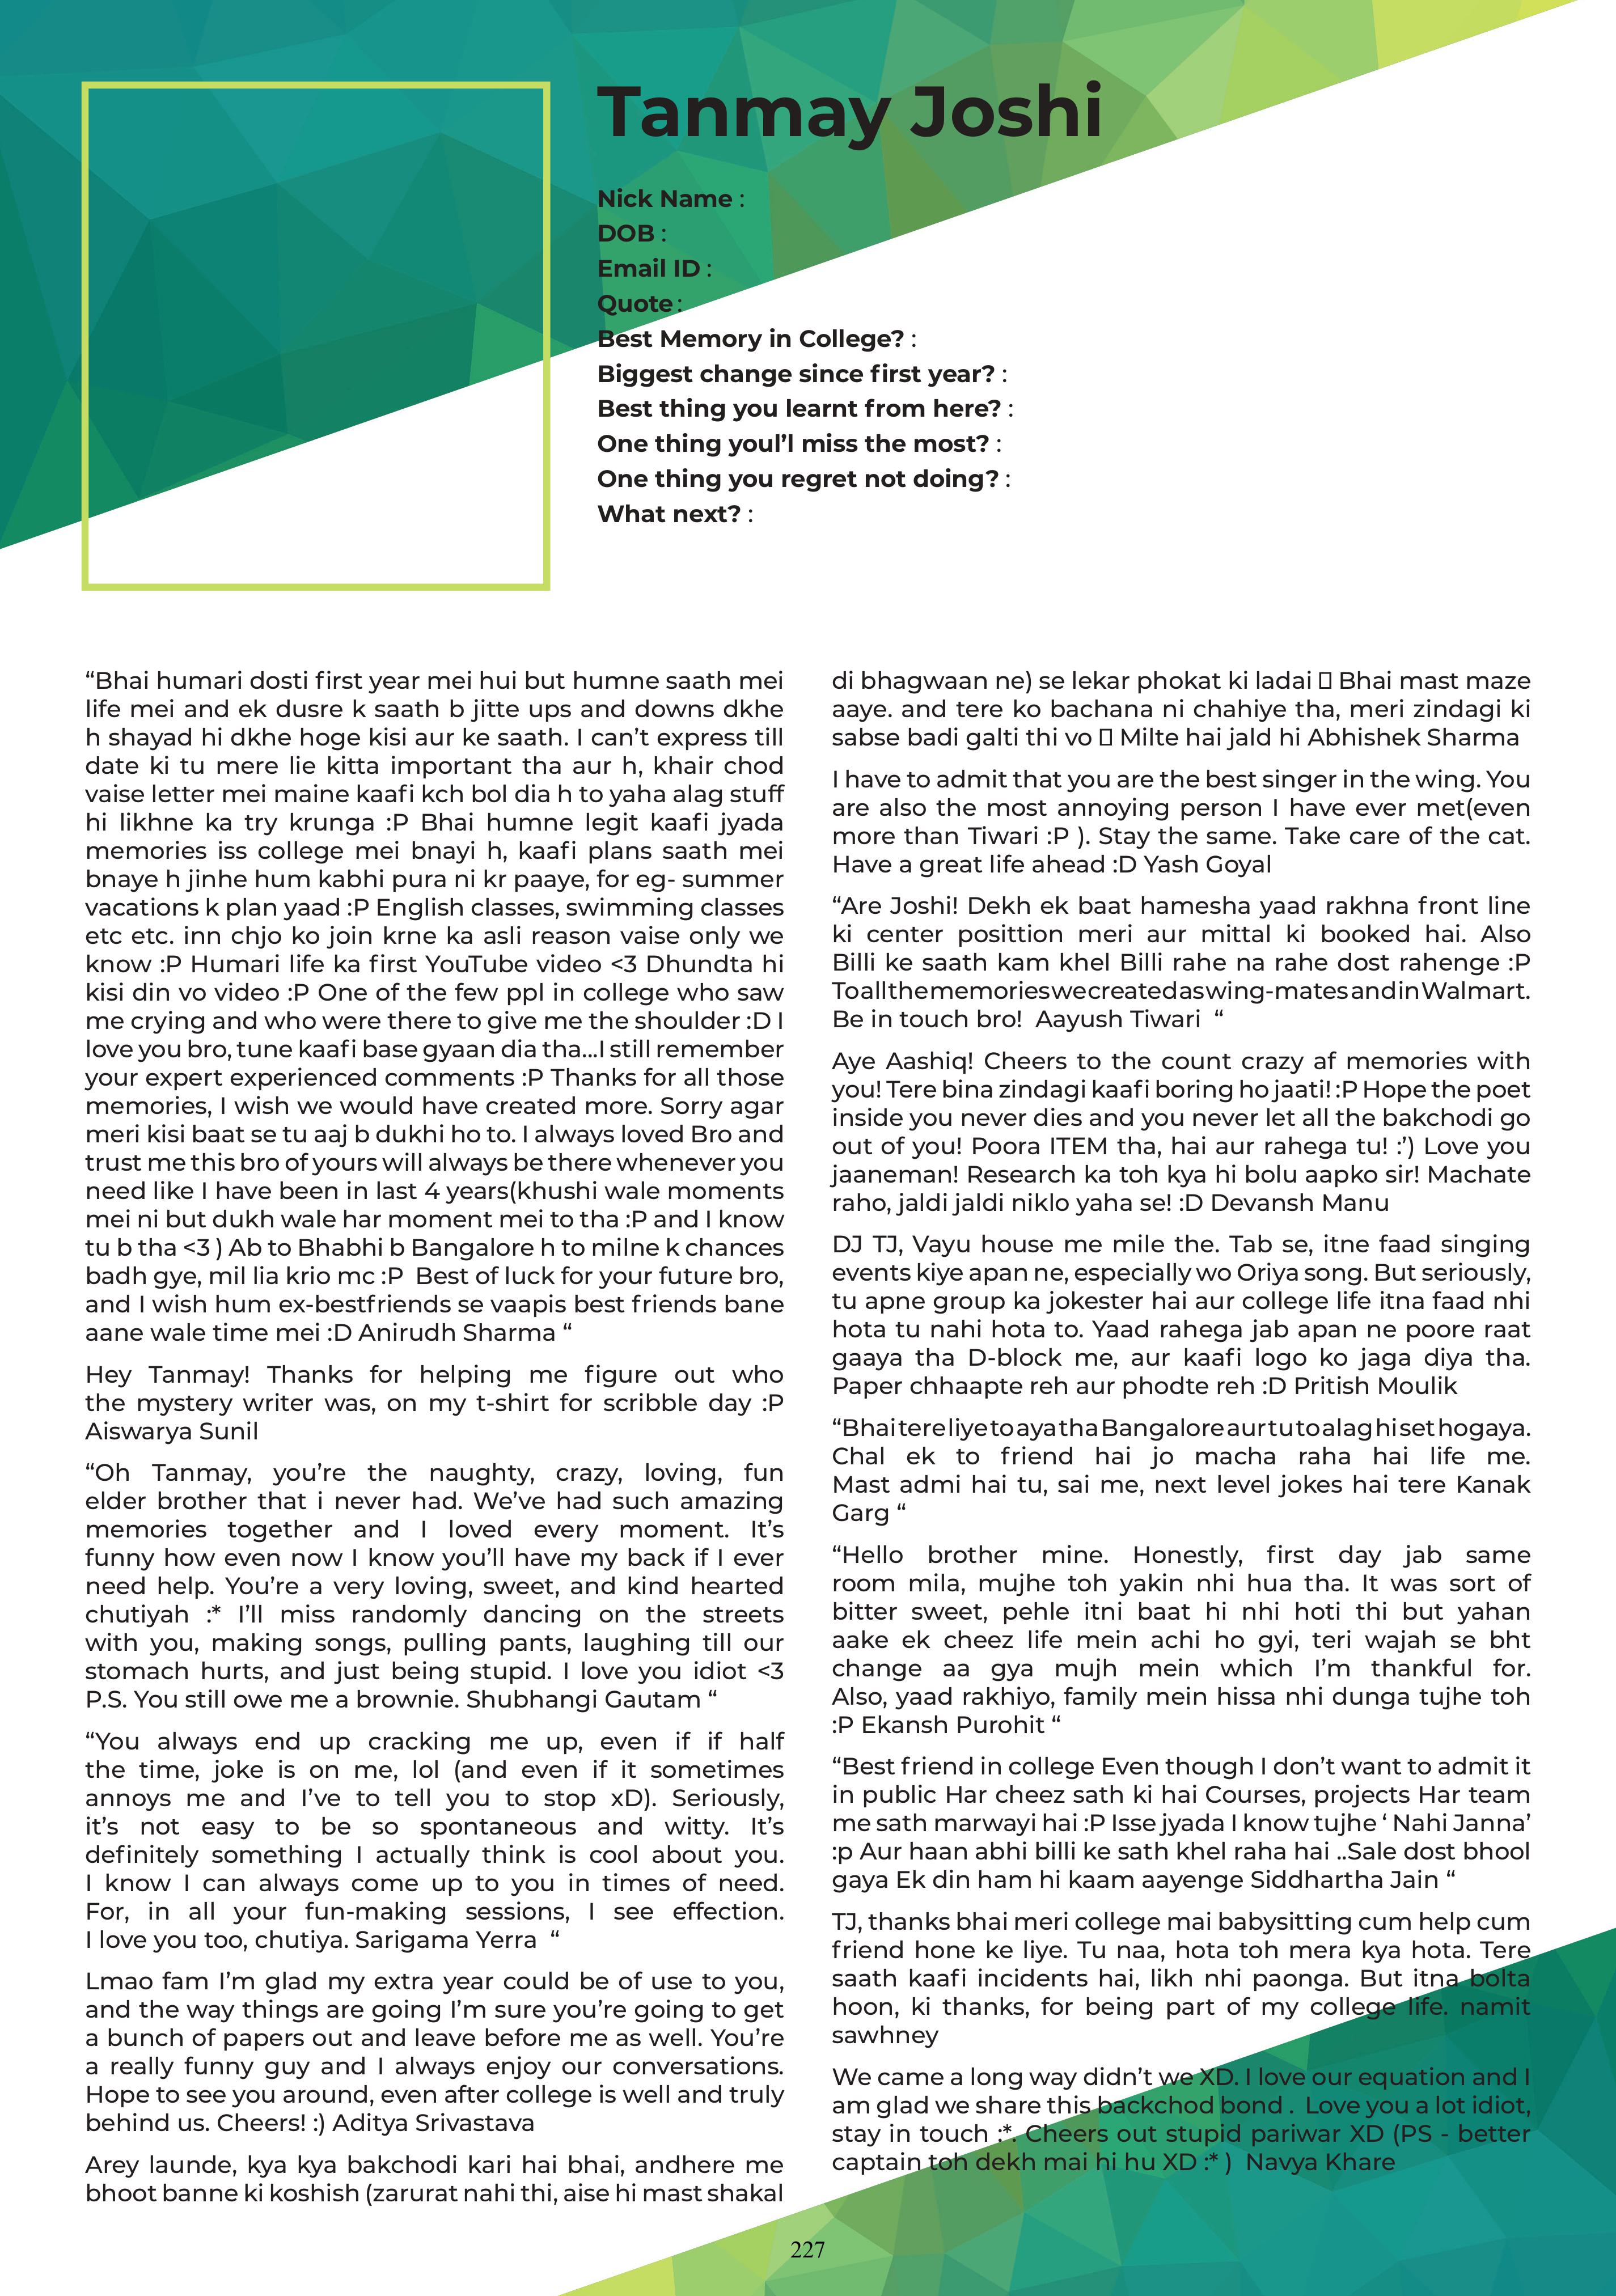 Tanmay Joshi
Nick Name :
DOB :
Email ID :
Quote :
Best Memory in College? :
Biggest change since first year? :
Best thing you learnt from here? :
One thing youl’l miss the most? :
One thing you regret not doing? :
What next? :
“Bhai humari dosti first year mei hui but humne saath mei
life mei and ek dusre k saath b jitte ups and downs dkhe
h shayad hi dkhe hoge kisi aur ke saath. I can’t express till
date ki tu mere lie kitta important tha aur h, khair chod
vaise letter mei maine kaafi kch bol dia h to yaha alag stuff
hi likhne ka try krunga :P Bhai humne legit kaafi jyada
memories iss college mei bnayi h, kaafi plans saath mei
bnaye h jinhe hum kabhi pura ni kr paaye, for eg- summer
vacations k plan yaad :P English classes, swimming classes
etc etc. inn chjo ko join krne ka asli reason vaise only we
know :P Humari life ka first YouTube video <3 Dhundta hi
kisi din vo video :P One of the few ppl in college who saw
me crying and who were there to give me the shoulder :D I
love you bro, tune kaafi base gyaan dia tha...I still remember
your expert experienced comments :P Thanks for all those
memories, I wish we would have created more. Sorry agar
meri kisi baat se tu aaj b dukhi ho to. I always loved Bro and
trust me this bro of yours will always be there whenever you
need like I have been in last 4 years(khushi wale moments
mei ni but dukh wale har moment mei to tha :P and I know
tu b tha <3 ) Ab to Bhabhi b Bangalore h to milne k chances
badh gye, mil lia krio mc :P  Best of luck for your future bro,
and I wish hum ex-bestfriends se vaapis best friends bane
aane wale time mei :D Anirudh Sharma “
Hey Tanmay! Thanks for helping me figure out who
the mystery writer was, on my t-shirt for scribble day :P
Aiswarya Sunil
“Oh Tanmay, you’re the naughty, crazy, loving, fun
elder brother that i never had. We’ve had such amazing
memories together and I loved every moment. It’s
funny how even now I know you’ll have my back if I ever
need help. You’re a very loving, sweet, and kind hearted
chutiyah :* I’ll miss randomly dancing on the streets
with you, making songs, pulling pants, laughing till our
stomach hurts, and just being stupid. I love you idiot <3
P.S. You still owe me a brownie. Shubhangi Gautam “
“You always end up cracking me up, even if if half
the time, joke is on me, lol (and even if it sometimes
annoys me and I’ve to tell you to stop xD). Seriously,
it’s not easy to be so spontaneous and witty. It’s
definitely something I actually think is cool about you.
I know I can always come up to you in times of need.
For, in all your fun-making sessions, I see effection.
I love you too, chutiya. Sarigama Yerra  “
Lmao fam I’m glad my extra year could be of use to you,
and the way things are going I’m sure you’re going to get
a bunch of papers out and leave before me as well. You’re
a really funny guy and I always enjoy our conversations.
Hope to see you around, even after college is well and truly
behind us. Cheers! :) Aditya Srivastava
Arey launde, kya kya bakchodi kari hai bhai, andhere me
bhoot banne ki koshish (zarurat nahi thi, aise hi mast shakal
di bhagwaan ne) se lekar phokat ki ladai  Bhai mast maze
aaye. and tere ko bachana ni chahiye tha, meri zindagi ki
sabse badi galti thi vo  Milte hai jald hi Abhishek Sharma
I have to admit that you are the best singer in the wing. You
are also the most annoying person I have ever met(even
more than Tiwari :P ). Stay the same. Take care of the cat.
Have a great life ahead :D Yash Goyal
“Are Joshi! Dekh ek baat hamesha yaad rakhna front line
ki center posittion meri aur mittal ki booked hai. Also
Billi ke saath kam khel Billi rahe na rahe dost rahenge :P
To all the memories we created as wing-mates and in Walmart.
Be in touch bro!  Aayush Tiwari  “
Aye Aashiq! Cheers to the count crazy af memories with
you! Tere bina zindagi kaafi boring ho jaati! :P Hope the poet
inside you never dies and you never let all the bakchodi go
out of you! Poora ITEM tha, hai aur rahega tu! :’) Love you
jaaneman! Research ka toh kya hi bolu aapko sir! Machate
raho, jaldi jaldi niklo yaha se! :D Devansh Manu
DJ TJ, Vayu house me mile the. Tab se, itne faad singing
events kiye apan ne, especially wo Oriya song. But seriously,
tu apne group ka jokester hai aur college life itna faad nhi
hota tu nahi hota to. Yaad rahega jab apan ne poore raat
gaaya tha D-block me, aur kaafi logo ko jaga diya tha.
Paper chhaapte reh aur phodte reh :D Pritish Moulik
“Bhai tere liye to aya tha Bangalore aur tu to alag hi set hogaya.
Chal ek to friend hai jo macha raha hai life me.
Mast admi hai tu, sai me, next level jokes hai tere Kanak
Garg “
“Hello brother mine. Honestly, first day jab same
room mila, mujhe toh yakin nhi hua tha. It was sort of
bitter sweet, pehle itni baat hi nhi hoti thi but yahan
aake ek cheez life mein achi ho gyi, teri wajah se bht
change aa gya mujh mein which I’m thankful for.
Also, yaad rakhiyo, family mein hissa nhi dunga tujhe toh
:P Ekansh Purohit “
“Best friend in college Even though I don’t want to admit it
in public Har cheez sath ki hai Courses, projects Har team
me sath marwayi hai :P Isse jyada I know tujhe ‘ Nahi Janna’
:p Aur haan abhi billi ke sath khel raha hai ..Sale dost bhool
gaya Ek din ham hi kaam aayenge Siddhartha Jain “
TJ, thanks bhai meri college mai babysitting cum help cum
friend hone ke liye. Tu naa, hota toh mera kya hota. Tere
saath kaafi incidents hai, likh nhi paonga. But itna bolta
hoon, ki thanks, for being part of my college life. namit
sawhney
We came a long way didn’t we XD. I love our equation and I
am glad we share this backchod bond .  Love you a lot idiot,
stay in touch :*. Cheers out stupid pariwar XD (PS - better
captain toh dekh mai hi hu XD :* )  Navya Khare
227